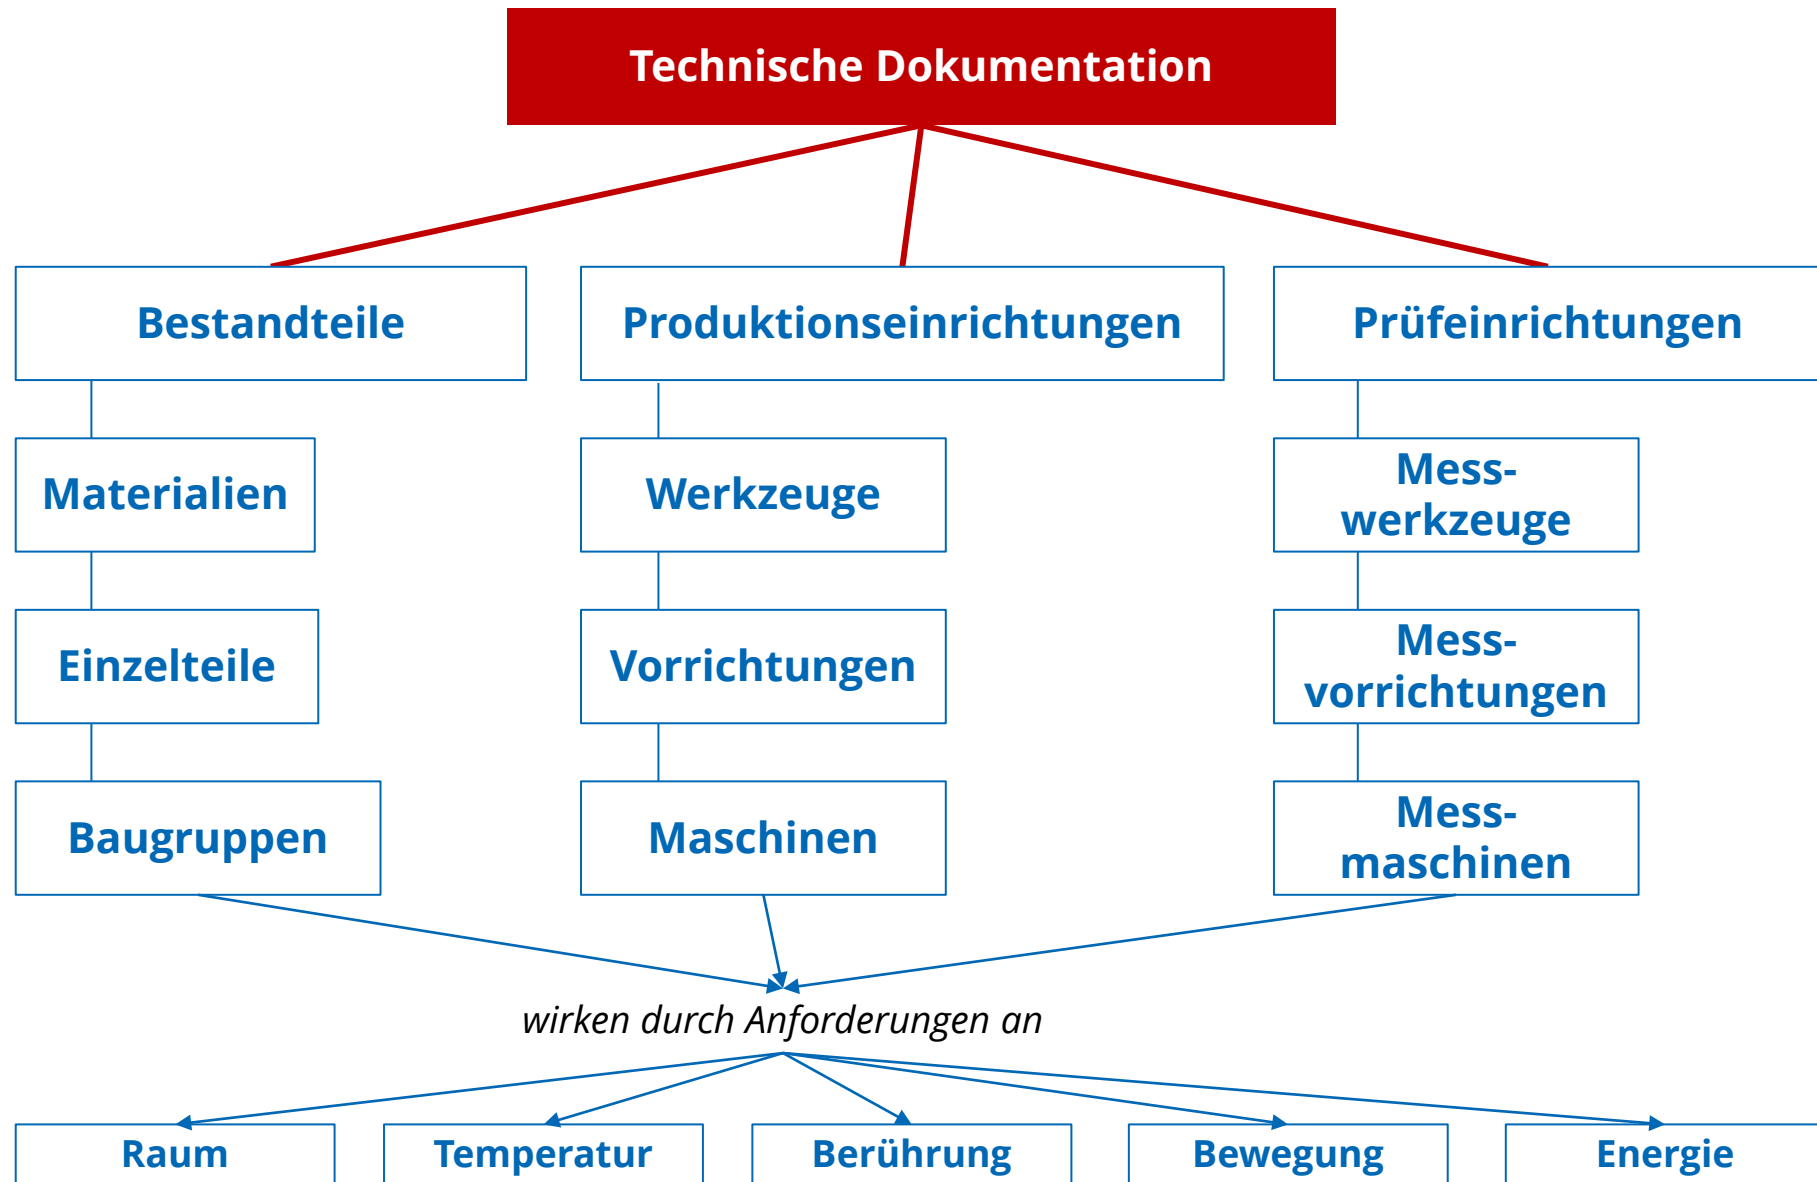 Technische Dokumentation
Bestandteile
Produktionseinrichtungen
Prüfeinrichtungen
Materialien
Werkzeuge
Mess-
werkzeuge
Einzelteile
Vorrichtungen
Mess-
vorrichtungen
Baugruppen
Maschinen
Mess-
maschinen
wirken durch Anforderungen an
Raum
Temperatur
Berührung
Bewegung
Energie